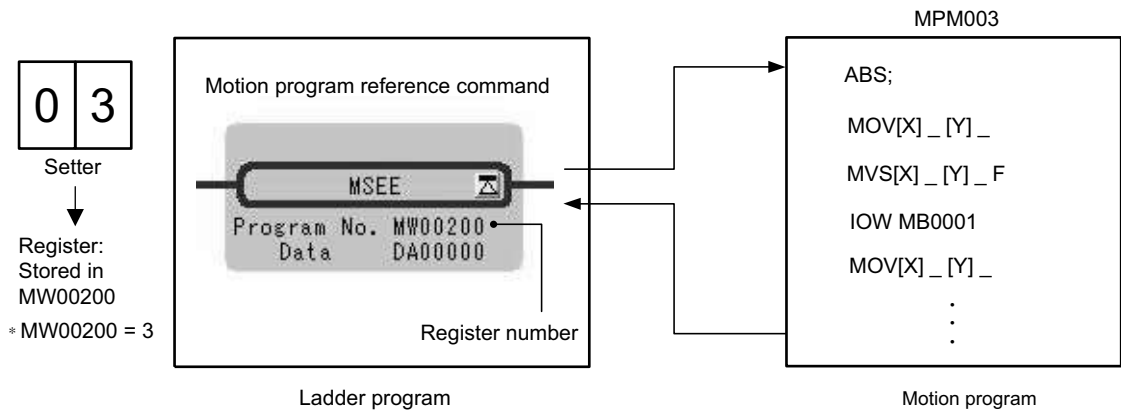 0 3
Setter
Register:
Stored in
MW00200
* MW00200 = 3
Motion program reference command
MSEE
Program No. MW00200
Data DA00000
Register number
Ladder program
MPM003
ABS;
MOV[X] _ [Y] _
MVS[X] _ [Y] _ F
IOW MB0001
MOV[X] _ [Y] _
.
.
.
Motion program